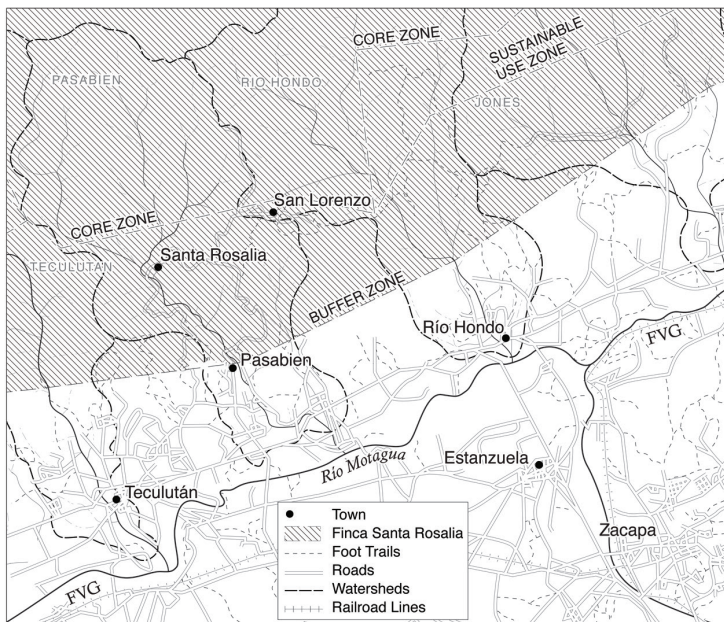 CORE ZONE
SUSTAINABLE
USE ZONE
PASABIEN
RIO HONDO
JONES
San Lorenzo
CORE ZONE
Santa Rosalia
TECULUTAN
BUFFER ZONE
Río Hondo
FVG
Pasabien
Río Motagua
Estanzuela
Teculután
Zacapa
FVG
Town
Finca Santa Rosalia
Foot Trails
Roads
Watersheds
Railroad Lines